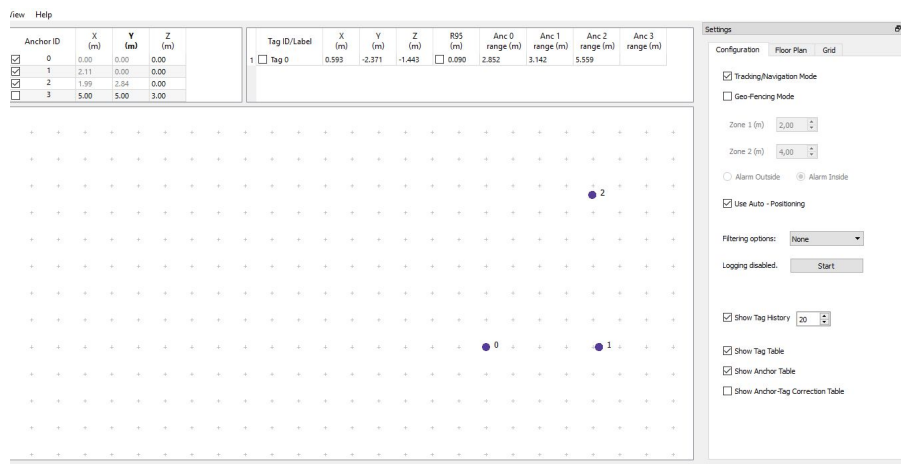 View Help
Anchor ID X (m) Y (m) Z (m)
0 0.00 0.00 0.00
1 2.11 0.00 0.00
2 1.99 2.84 0.00
3 5.00 5.00 3.00
Tag ID/Label X (m) Y (m) Z (m) R95 (m) Anc 0 range (m) Anc 1 range (m) Anc 2 range (m) Anc 3 range (m)
1 Tag 0 0.593 -2.371 -1.443 0.090 2.852 3.142 5.559
2
0
1
Settings
Configuration Floor Plan Grid
Tracking/Navigation Mode
Geo-Fencing Mode
Zone 1 (m) 2,00
Zone 2 (m) 4,00
Alarm Outside Alarm Inside
Use Auto - Positioning
Filtering options: None
Logging disabled. Start
Show Tag History 20
Show Tag Table
Show Anchor Table
Show Anchor-Tag Correction Table